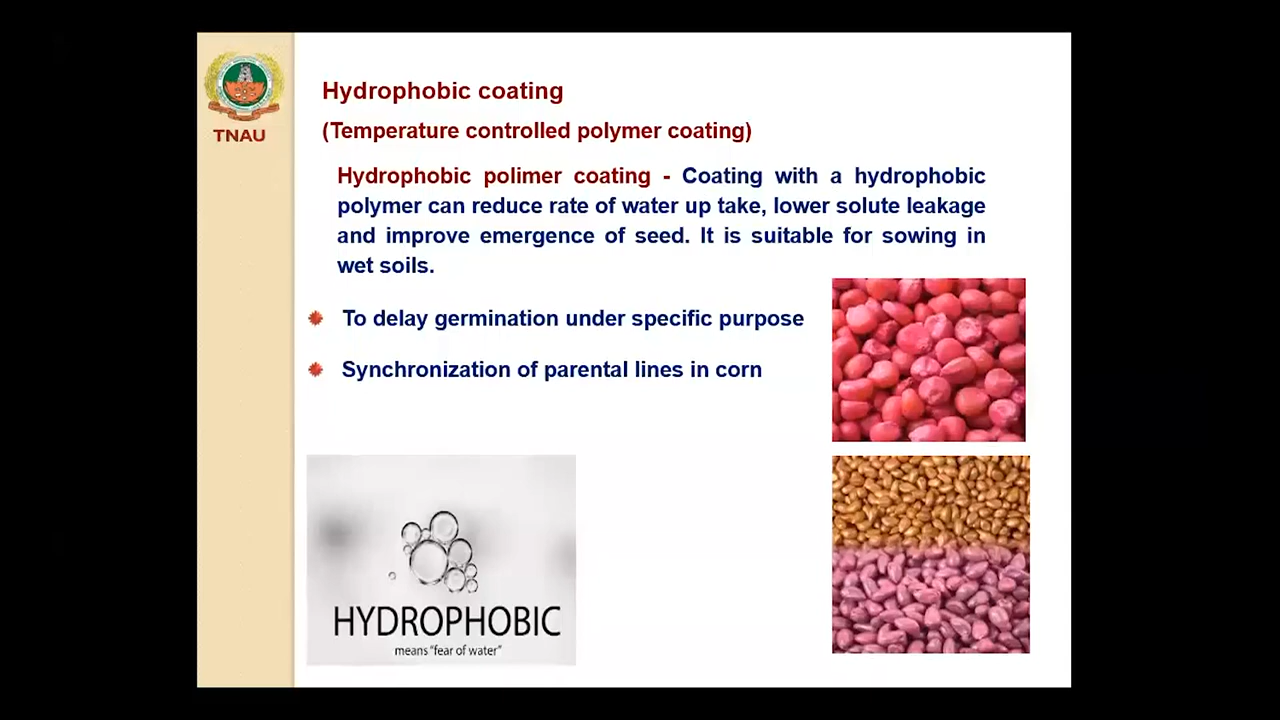 TNAU
Hydrophobic coating
(Temperature controlled polymer coating)
Hydrophobic polimer coating - Coating with a hydrophobic
polymer can reduce rate of water up take, lower solute leakage
and improve emergence of seed. It is suitable for sowing in
wet soils.
To delay germination under specific purpose
Synchronization of parental lines in corn
HYDROPHOBIC
means "fear of water"